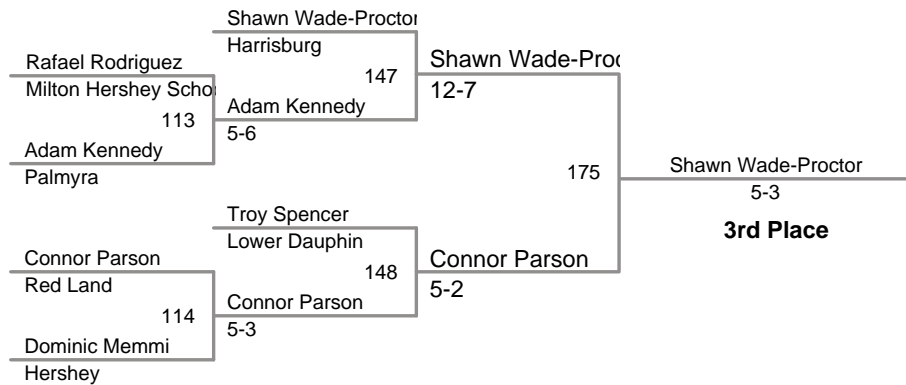 Shawn Wade-Proctor
Harrisburg
Rafael Rodriguez
Milton Hershey Schoo
113
Adam Kennedy
Palmyra
147
Adam Kennedy
5-6
Shawn Wade-Proc
12-7
175
Shawn Wade-Proctor
5-3
3rd Place
Troy Spencer
Lower Dauphin
Connor Parson
Red Land
114
Dominic Memmi
Hershey
148
Connor Parson
5-3
Connor Parson
5-2